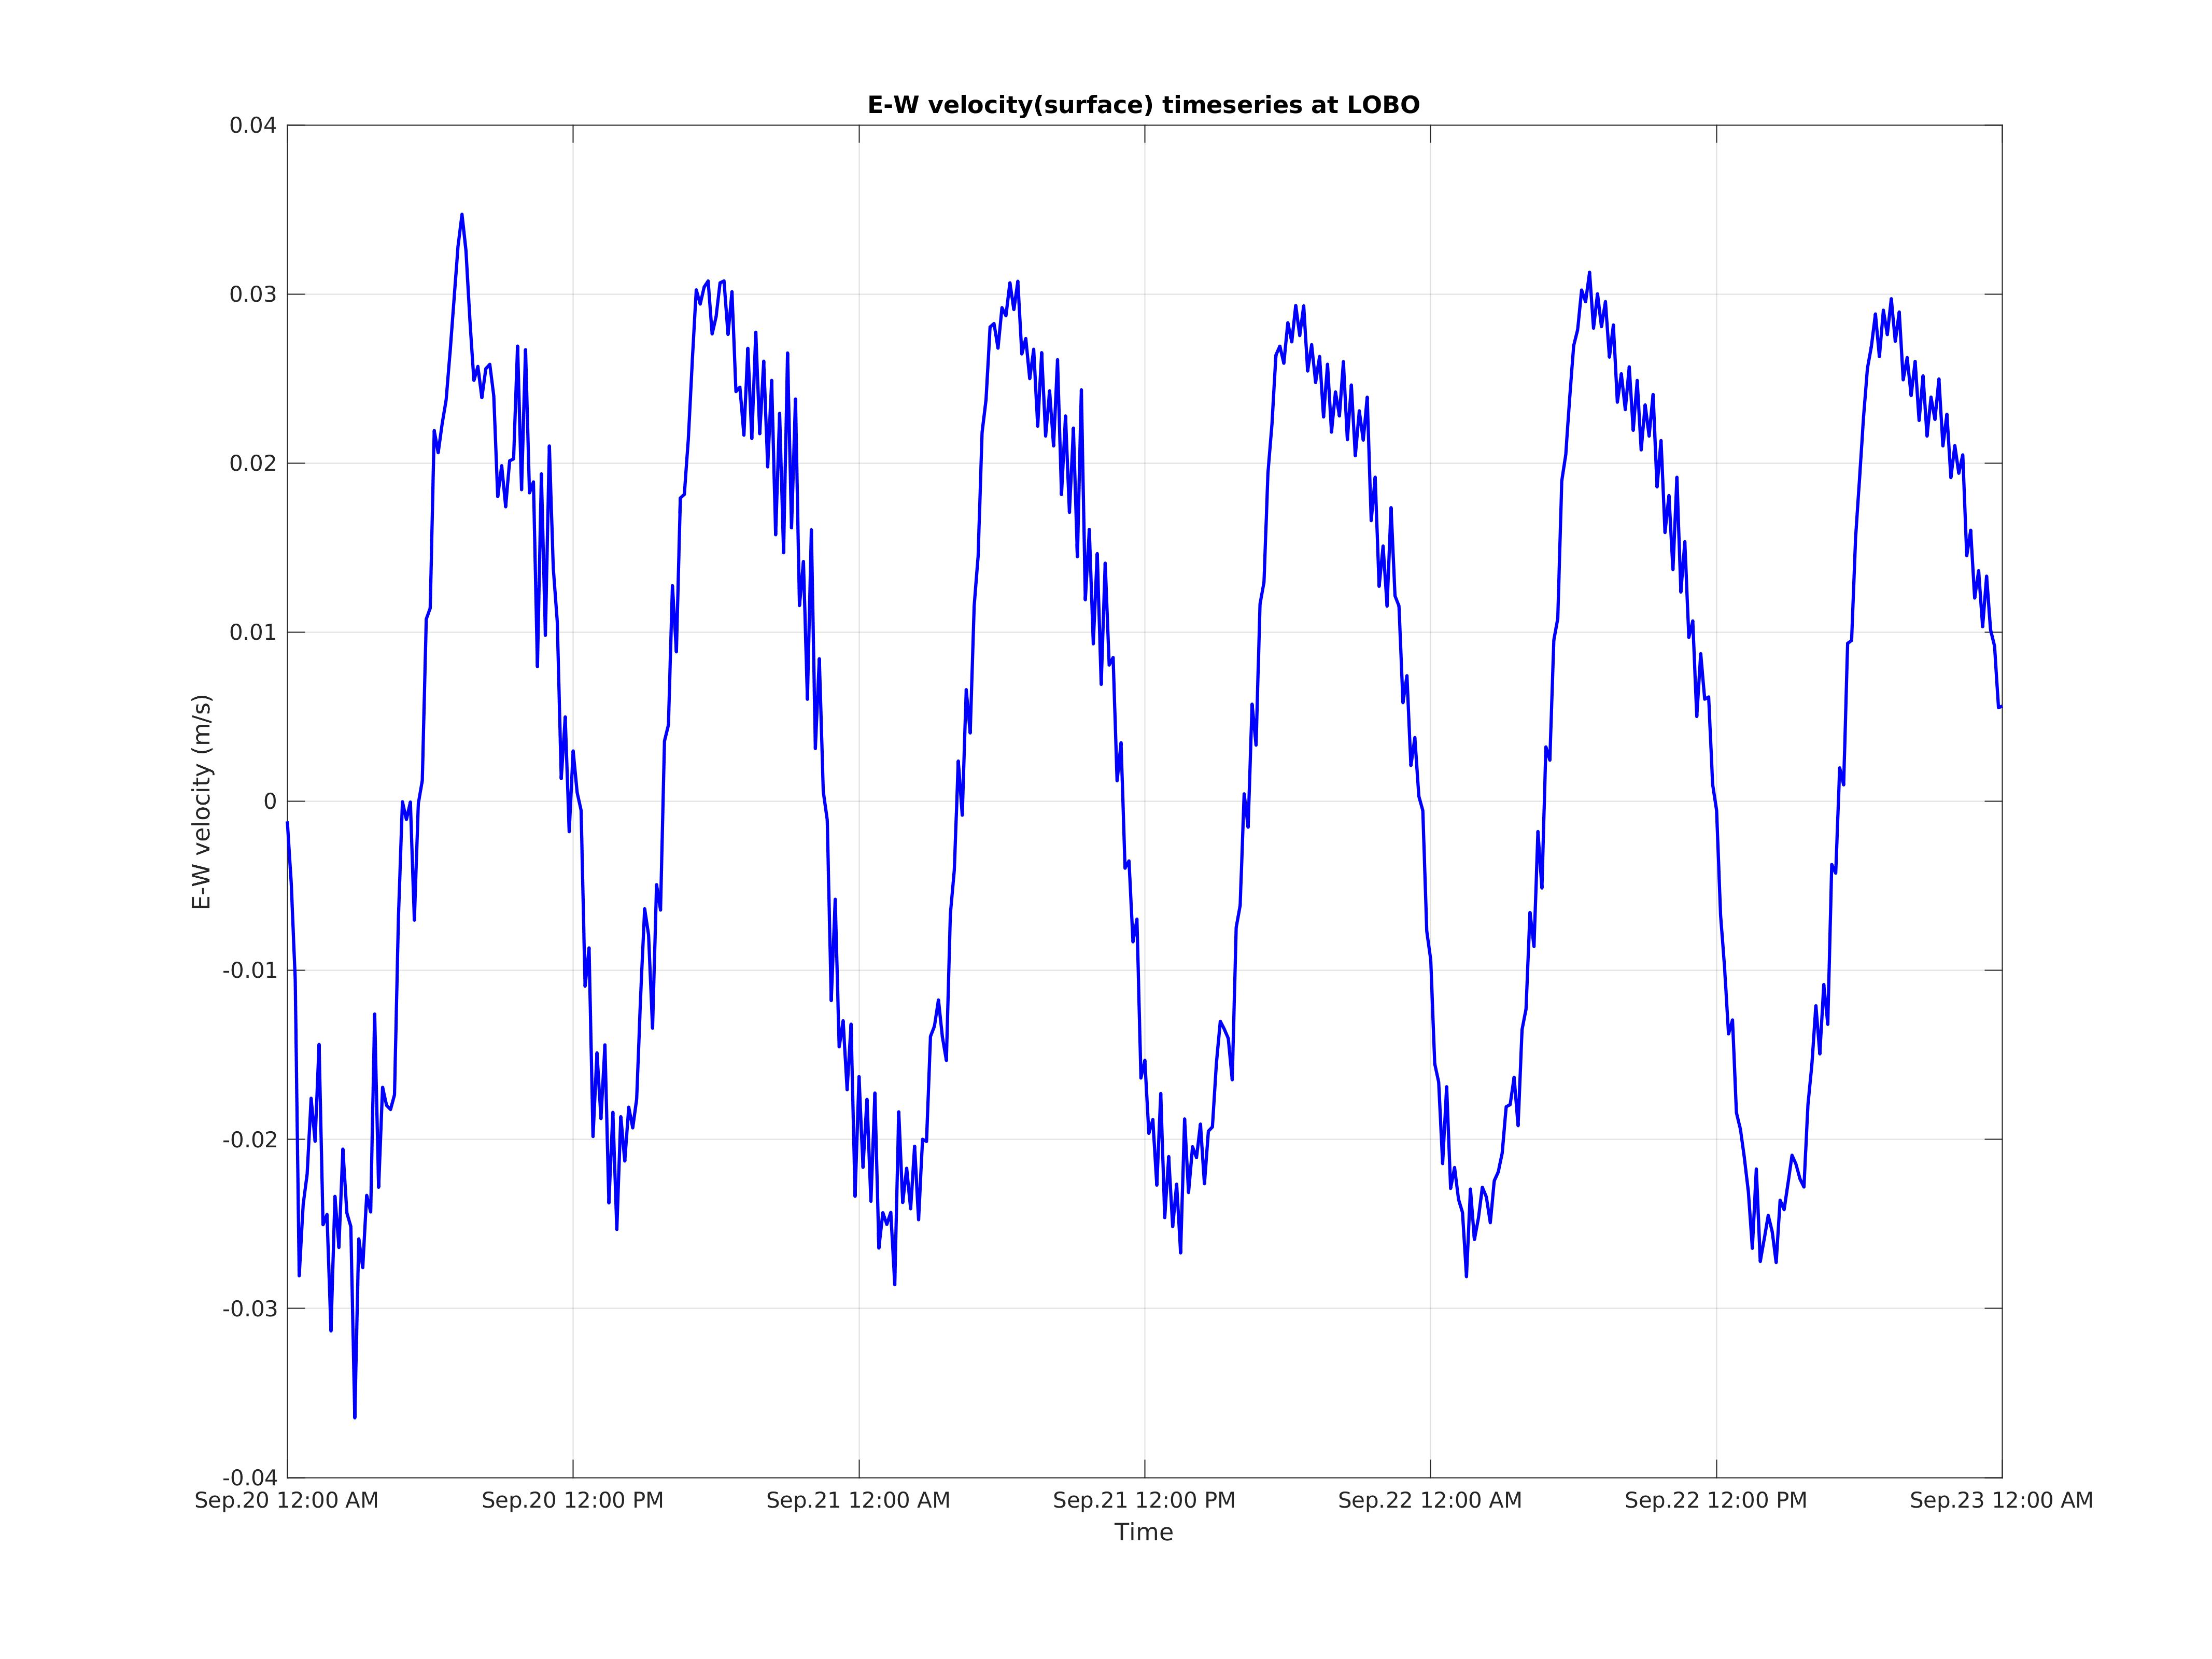 E-W velocity(surface) timeseries at LOBO
0.04
0.03
0.02
0.01
0
-0.01
-0.02
-0.03
-0.04
E-W velocity (m/s)
Sep.20 12:00 AM Sep.20 12:00 PM Sep.21 12:00 AM Sep.21 12:00 PM Sep.22 12:00 AM Sep.22 12:00 PM Sep.23 12:00 AM
Time